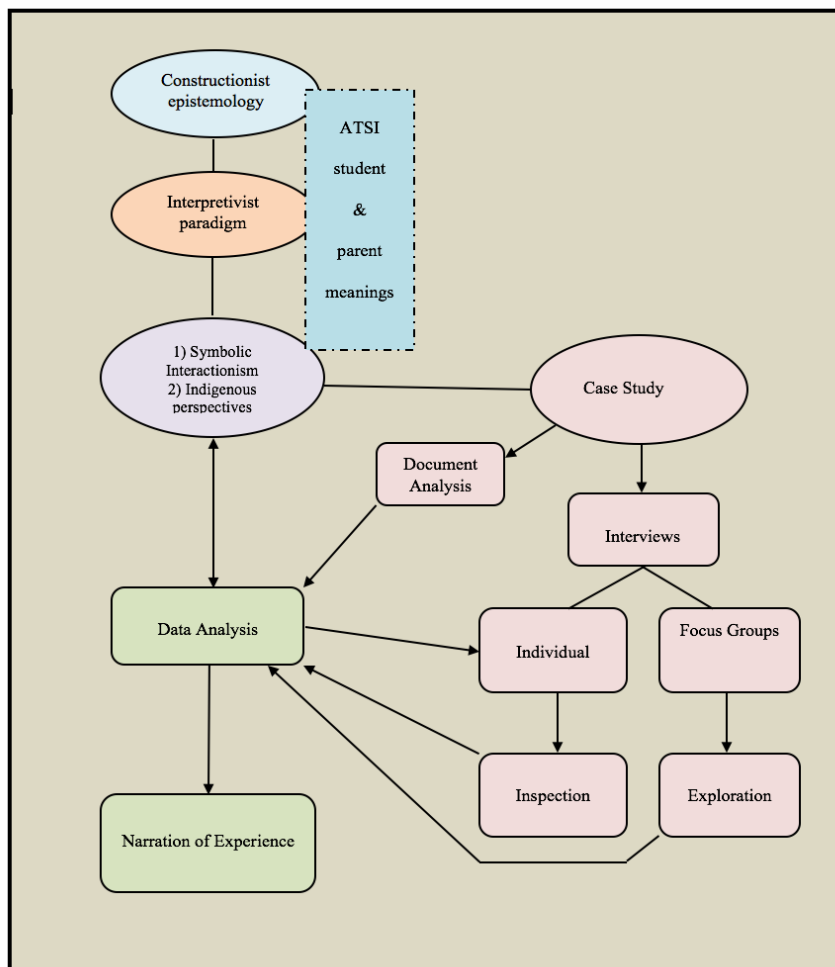 Constructionist
epistemology
ATSI
student
&
parent
meanings
Interpretivist
paradigm
1) Symbolic
Interactionism
2) Indigenous
perspectives
Case Study
Document
Analysis
Interviews
Data Analysis
Individual
Focus Groups
Inspection
Exploration
Narration of Experience